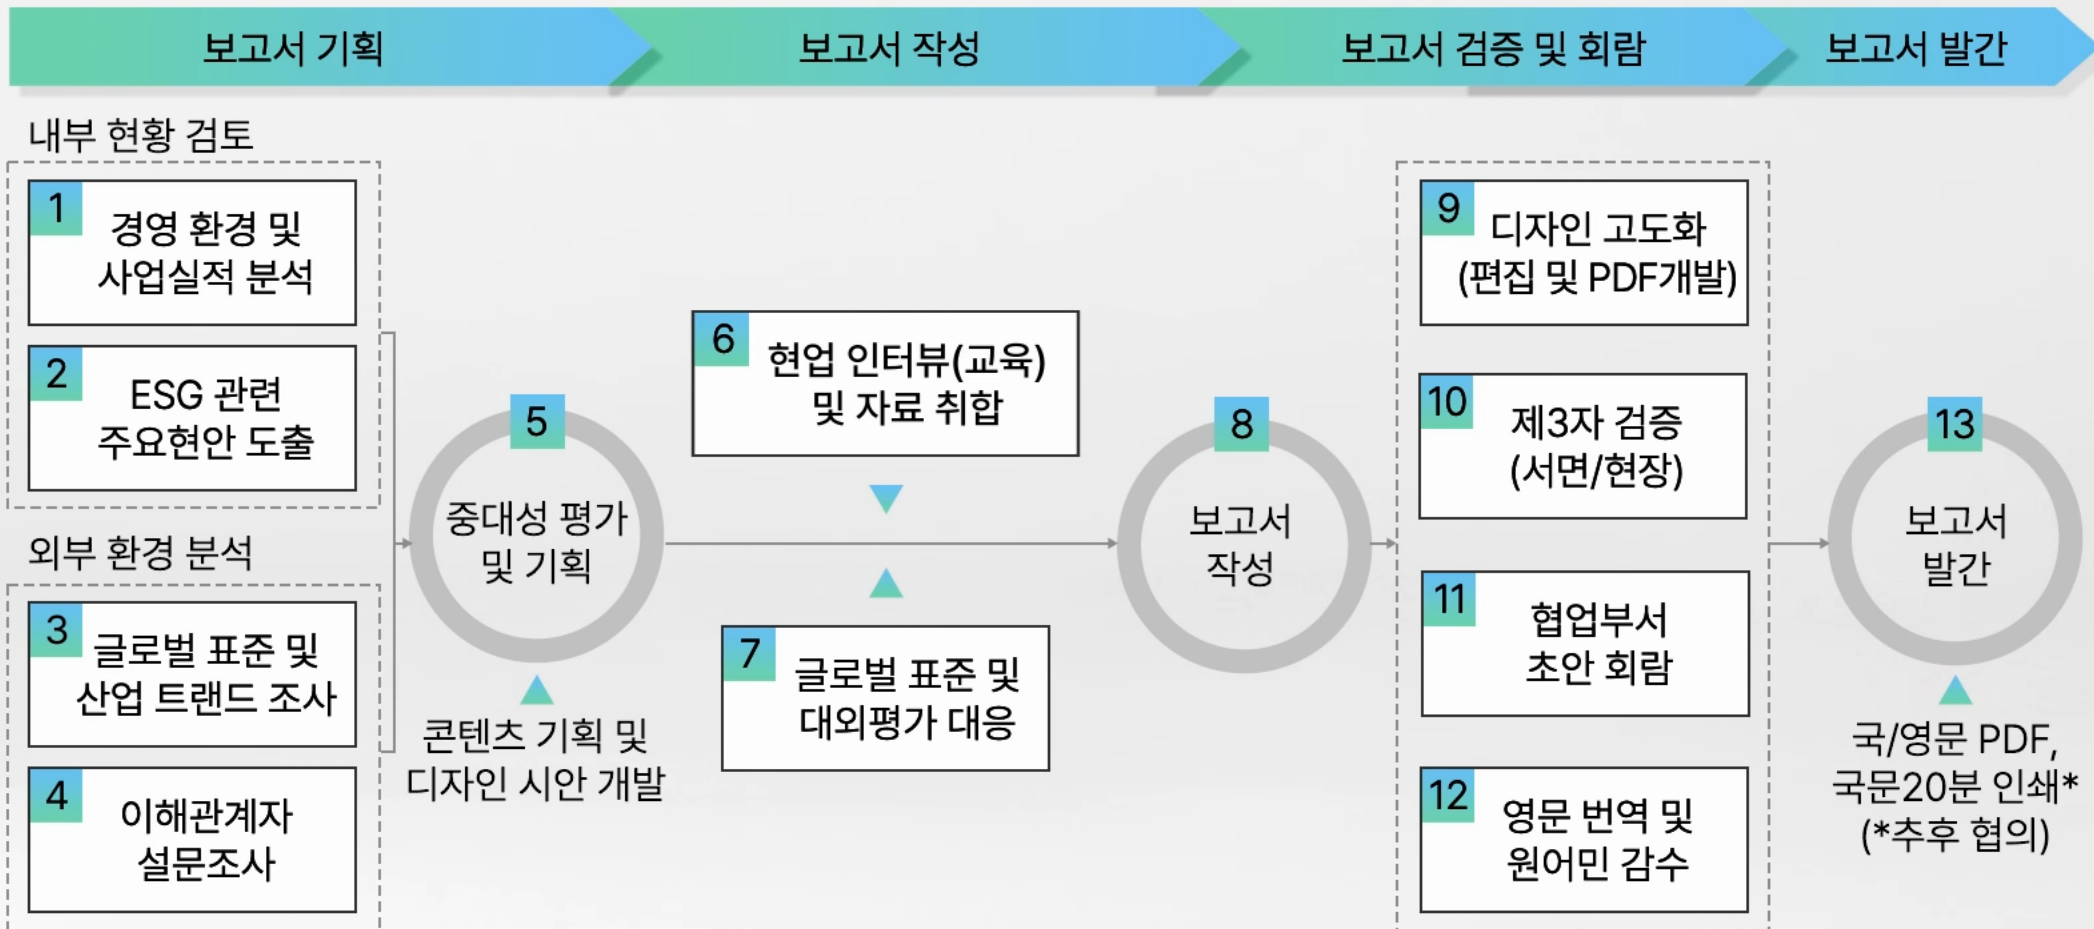 보고서 기획
보고서 작성
보고서 검증 및 회람
보고서 발간
내부 현황 검토
1
경영 환경 및
사업실적 분석
2
ESG 관련
주요현안 도출
외부 환경 분석
3
글로벌 표준 및
산업 트랜드 조사
4
이해관계자
설문조사
5
중대성 평가
및 기획
콘텐츠 기획 및
디자인 시안 개발
6
현업 인터뷰(교육)
및 자료 취합
7
글로벌 표준 및
대외평가 대응
8
보고서
작성
9
디자인 고도화
(편집 및 PDF개발)
10
제3자 검증
(서면/현장)
11
협업부서
초안 회람
12
영문 번역 및
원어민 감수
13
보고서
발간
국/영문 PDF,
국문20분 인쇄*
(*추후 협의)